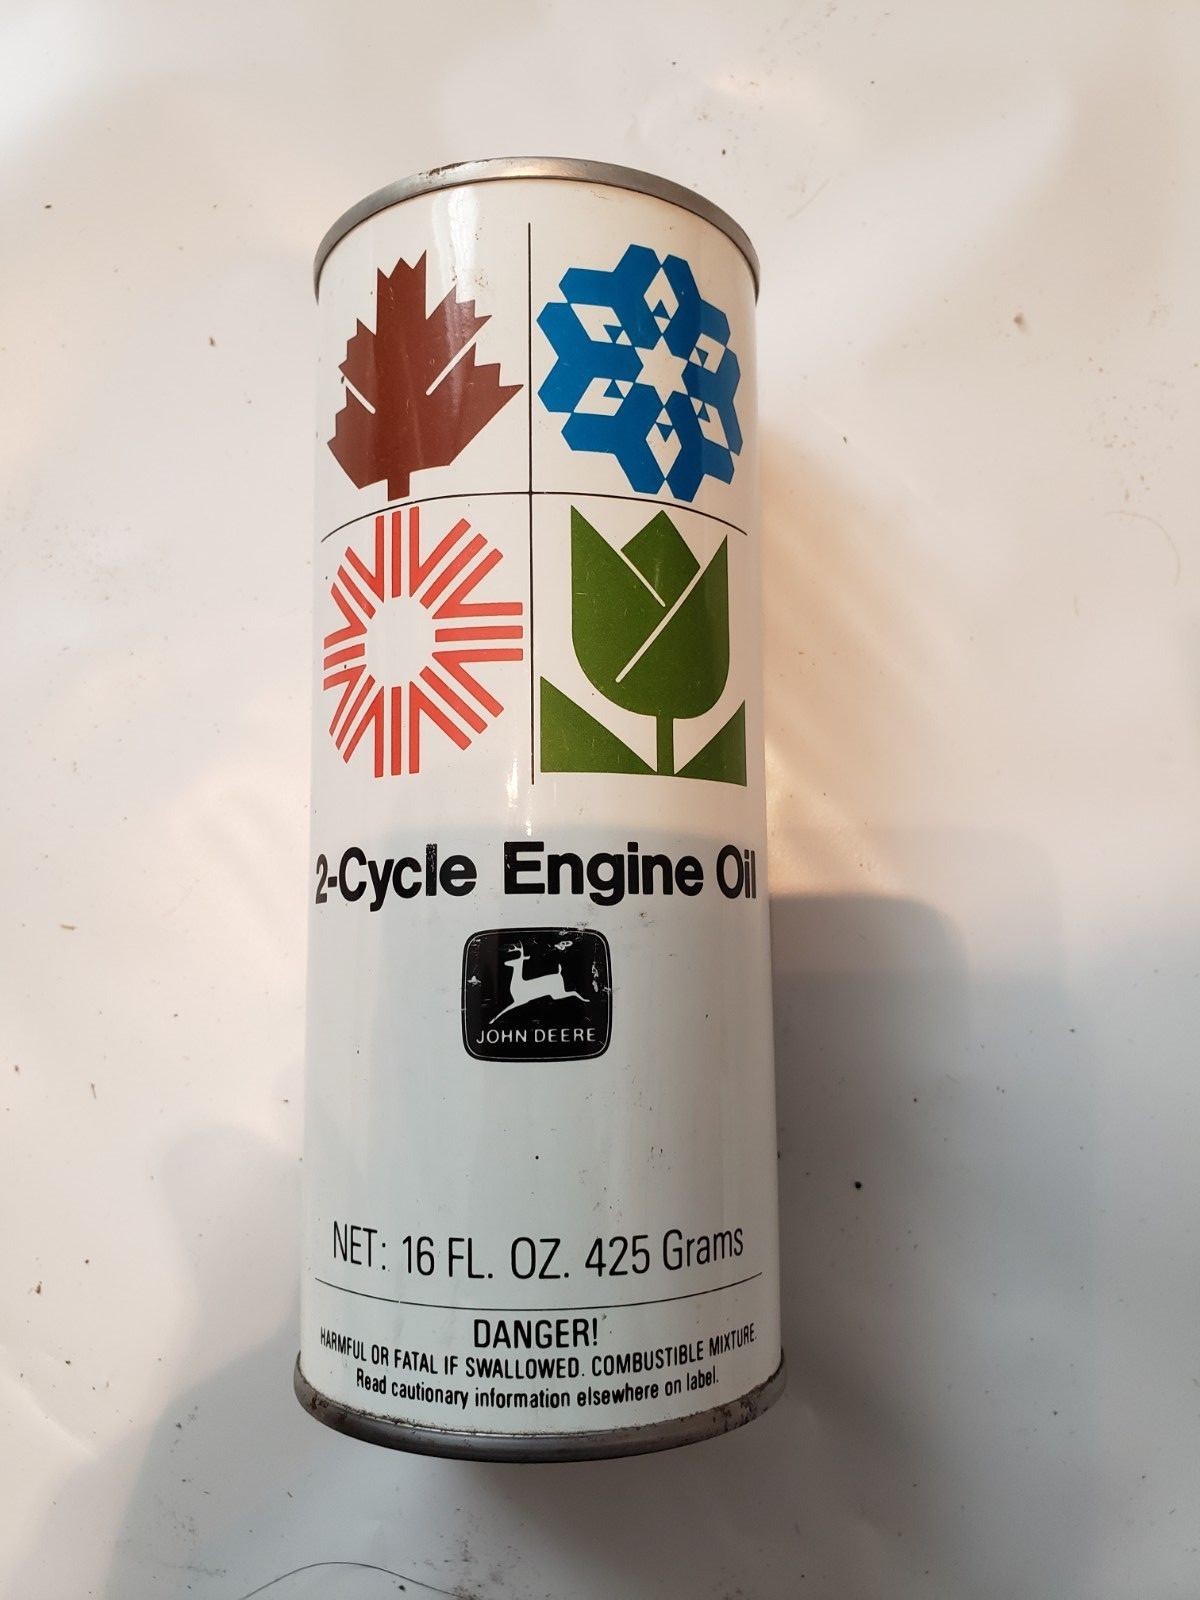 2-Cycle Engine Oil
JOHN DEERE
NET: 16 FL. OZ. 425 Grams
DANGER!
HARMFUL OR FATAL IF SWALLOWED. COMBUSTIBLE MIXTURE.
Read cautionary information elsewhere on label.